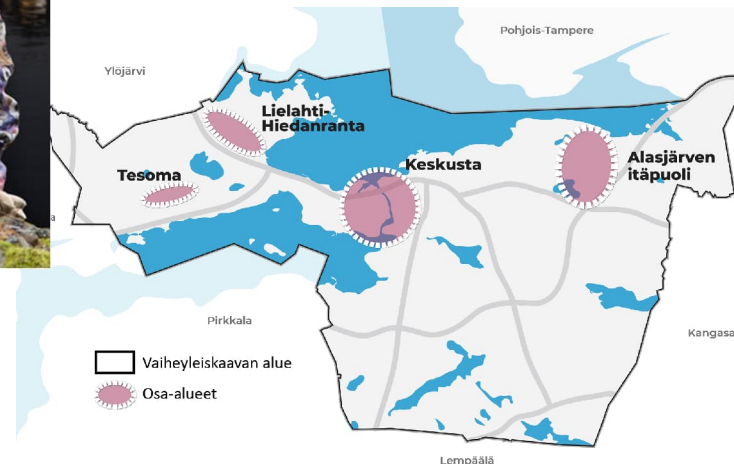 Pohjois-Tampere
Ylöjärvi
Lielahti-
Hiedanranta
Tesoma
Keskusta
Alasjärven
itäpuoli
Pirkkala
Kangasa
Vaiheyleiskaavan alue
Osa-alueet
Lempäälä